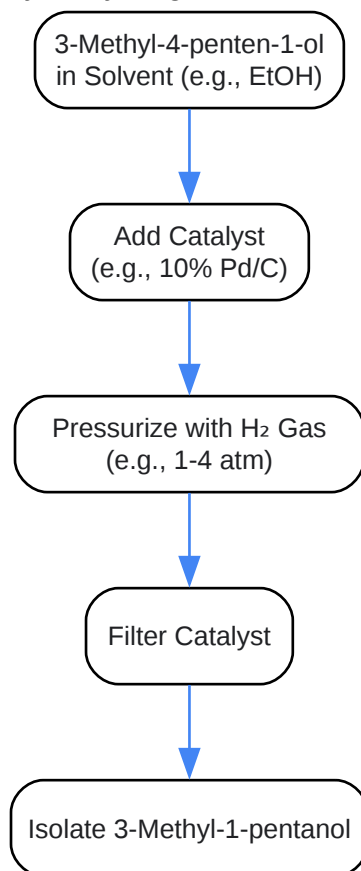 3-Methyl-4-penten-1-ol
in Solvent (e.g., EtOH)
Add Catalyst
(e.g., 10% Pd/C)
Pressurize with H₂ Gas
(e.g., 1-4 atm)
Filter Catalyst
Isolate 3-Methyl-1-pentanol